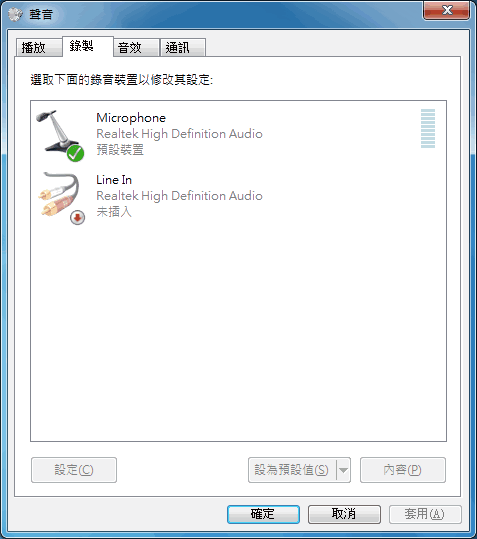 聲音
播放 錄製 音效 通訊
選取下面的錄音裝置以修改其設定:
Microphone
Realtek High Definition Audio
預設裝置
Line In
Realtek High Definition Audio
未插入
設定(C) 設為預設值(S) 內容(P)
確定 取消 套用(A)